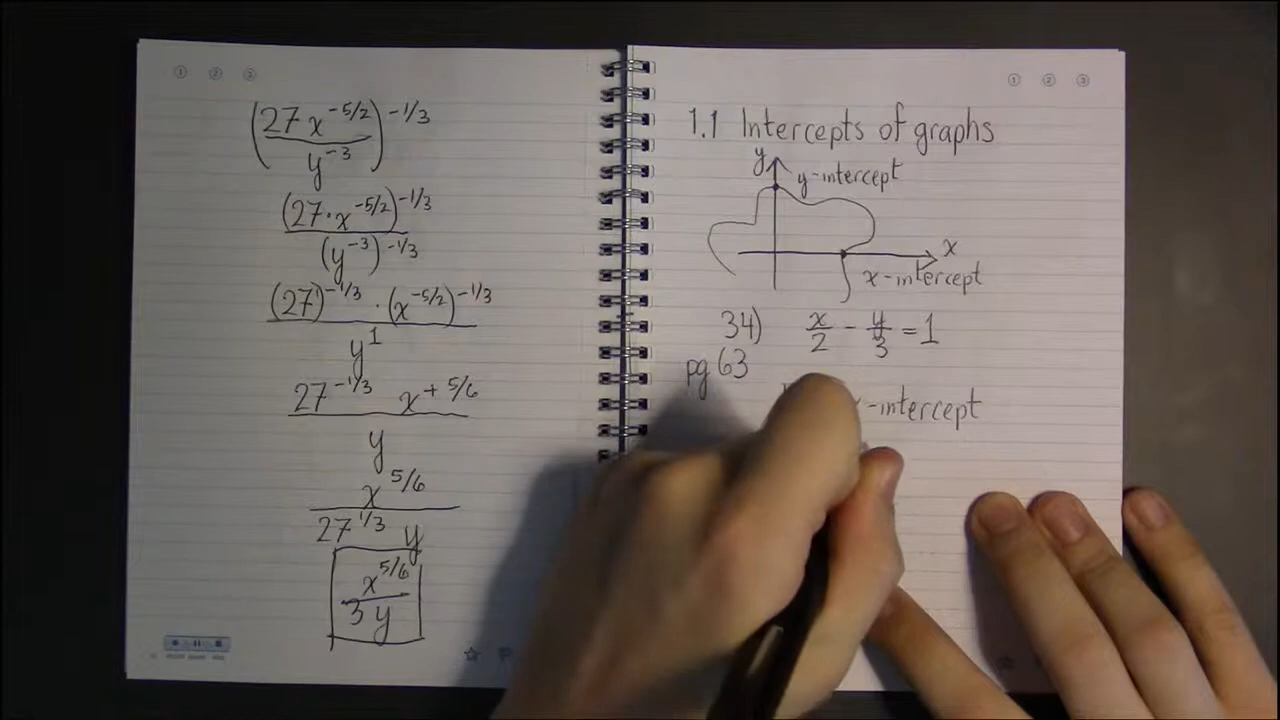 ① ② ③
(27 x^-5/2 / y^-3)^-1/3
(27 · x^-5/2)^-1/3 / (y^-3)^-1/3
(27)^-1/3 · (x^-5/2)^-1/3 / y^1
27^-1/3 x^+5/6 / y
x^5/6 / 27^1/3 y
x^5/6 / 3 y
① ② ③
1.1 Intercepts of graphs
y
y-intercept
x
x-intercept
34) x/2 - y/3 = 1
pg 63
x-intercept